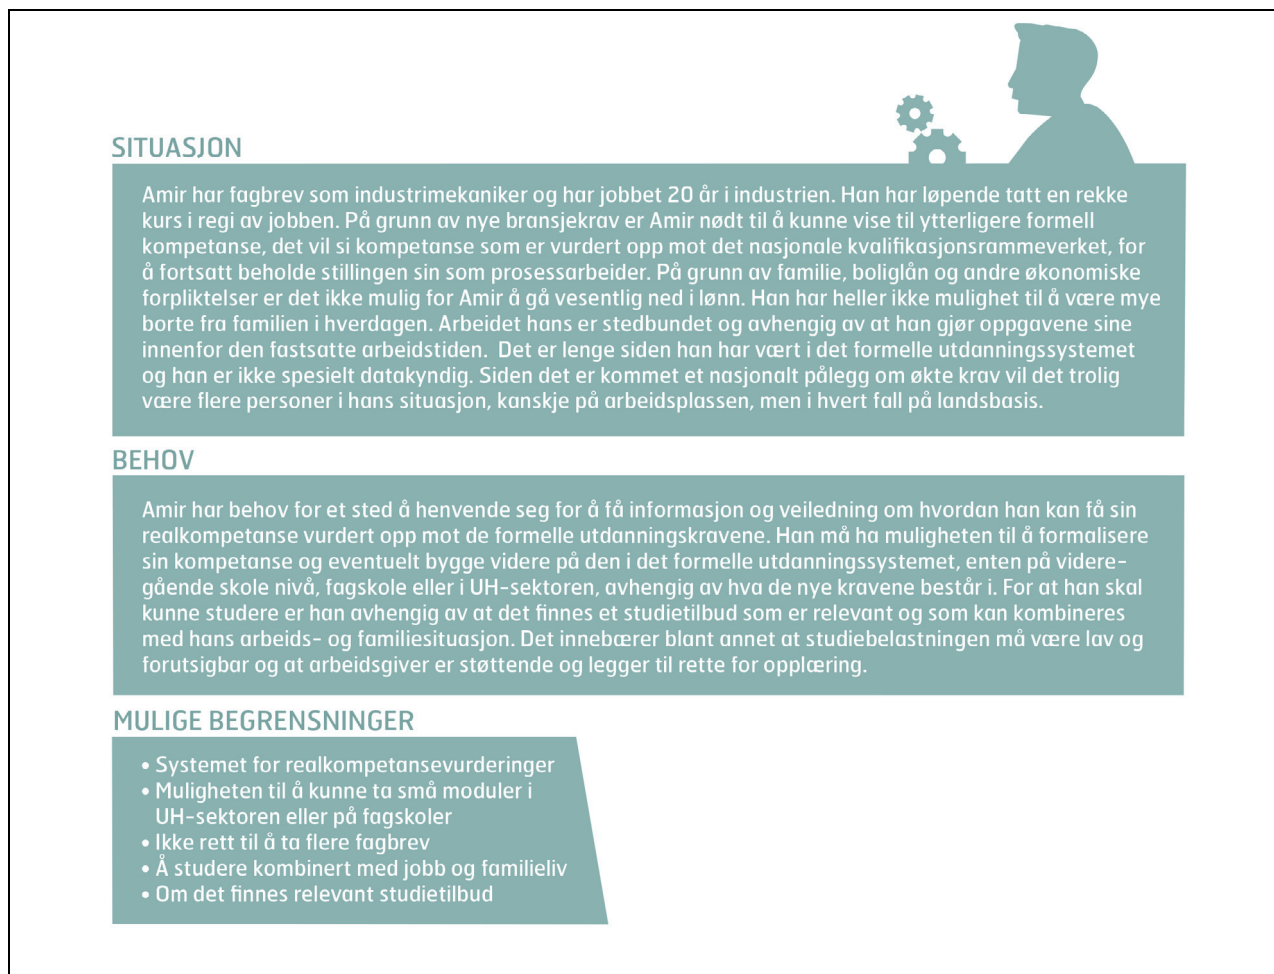 SITUASJON
Amir har fagbrev som industrimekaniker og har jobbet 20 år i industrien. Han har løpende tatt en rekke
kurs i regi av jobben. På grunn av nye bransjekrav er Amir nødt til å kunne vise til ytterligere formell
kompetanse, det vil si kompetanse som er vurdert opp mot det nasjonale kvalifikasjonsrammeverket, for
å fortsatt beholde stillingen sin som prosessarbeider. På grunn av familie, boliglån og andre økonomiske
forpliktelser er det ikke mulig for Amir å gå vesentlig ned i lønn. Han har heller ikke mulighet til å være mye
borte fra familien i hverdagen. Arbeidet hans er stedbundet og avhengig av at han gjør oppgavene sine
innenfor den fastsatte arbeidstiden. Det er lenge siden han har vært i det formelle utdanningssystemet
og han er ikke spesielt datakyndig. Siden det er kommet et nasjonalt pålegg om økte krav vil det trolig
være flere personer i hans situasjon, kanskje på arbeidsplassen, men i hvert fall på landsbasis.
BEHOV
Amir har behov for et sted å henvende seg for å få informasjon og veiledning om hvordan han kan få sin
realkompetanse vurdert opp mot de formelle utdanningskravene. Han må ha muligheten til å formalisere
sin kompetanse og eventuelt bygge videre på den i det formelle utdanningssystemet, enten på videre-
gående skole nivå, fagskole eller i UH-sektoren, avhengig av hva de nye kravene består i. For at han skal
kunne studere er han avhengig av at det finnes et studietilbud som er relevant og som kan kombineres
med hans arbeids- og familiesituasjon. Det innebærer blant annet at studiebelastningen må være lav og
forutsigbar og at arbeidsgiver er støttende og legger til rette for opplæring.
MULIGE BEGRENSNINGER
• Systemet for realkompetansevurderinger
• Muligheten til å kunne ta små moduler i
UH-sektoren eller på fagskoler
• Ikke rett til å ta flere fagbrev
• Å studere kombinert med jobb og familieliv
• Om det finnes relevant studietilbud